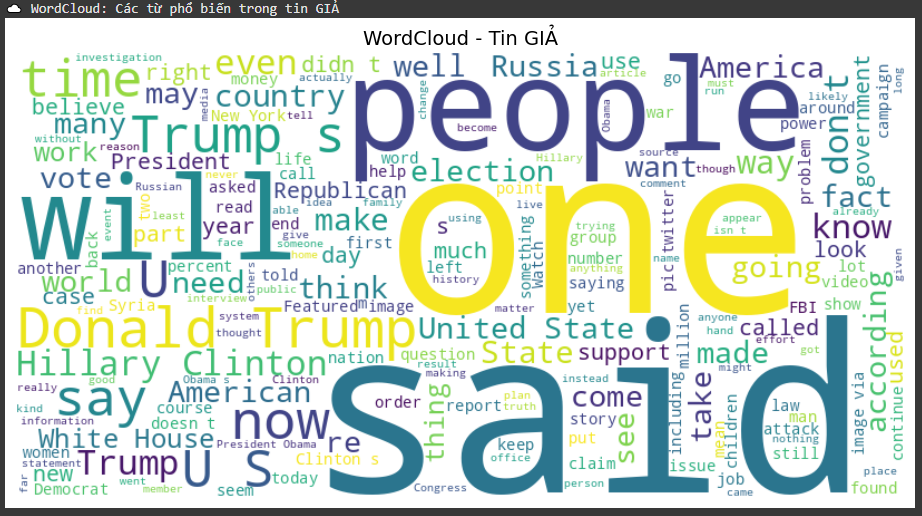 WordCloud: Các từ phổ biến trong tin GIẢ
WordCloud - Tin GIẢ
investigation
time
right
even
didn t
well
Russia
use
America
believe
may
money
actually
country
article
go
must
run
likely
long
New York
tell
media
change
people
Obama
war
around
power
campaign
government
don t
many
Trump s
become
without
reason
work
President
life
call
word
help
election
Hillary
source
want
though
way
problem
fact
vote
Russian
never
asked
Republican
point
comment
already
know
will
two
read
able
idea
family
make
s
using
live
one
appear
isn t
event
least
part
year
end
give
first
much
something
trying
group
twitter
pic
look
back
face
someone
day
left
Watch
number
anything
name
going
lot
given
another
home
world
U
need
percent
others
told
think
history
saying
video
case
Syria
interview
public
Featured
m
image
matter
yet
million
FBI
show
according
find
system
thought
Donald Trump
United State
anyone
hand
called
effort
Hillary Clinton
nation
question
State
support
made
got
used
really
good
Obama s
Clinton
result
making
instead
might
say
American
kind
order
report
plan
truth
come
take
law
man
image via
continue
information
course
doesn t
now
said
thing
story
see
including
mean
children
attack
nothing
White House
President Obama
re
keep
put
still
women
statement
Trump
U S
Clinton s
office
claim
issue
job
place
far
new
went
today
Democrat
member
seem
Congress
person
came
found